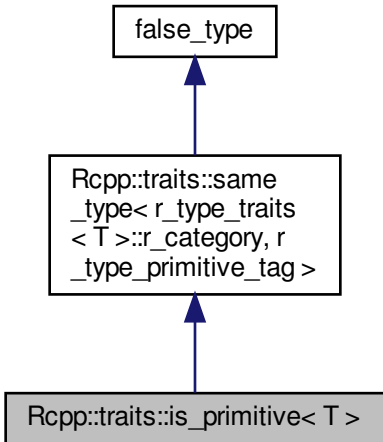 false_type
Rcpp::traits::same
_type< r_type_traits
< T >::r_category, r
_type_primitive_tag >
Rcpp::traits::is_primitive< T >